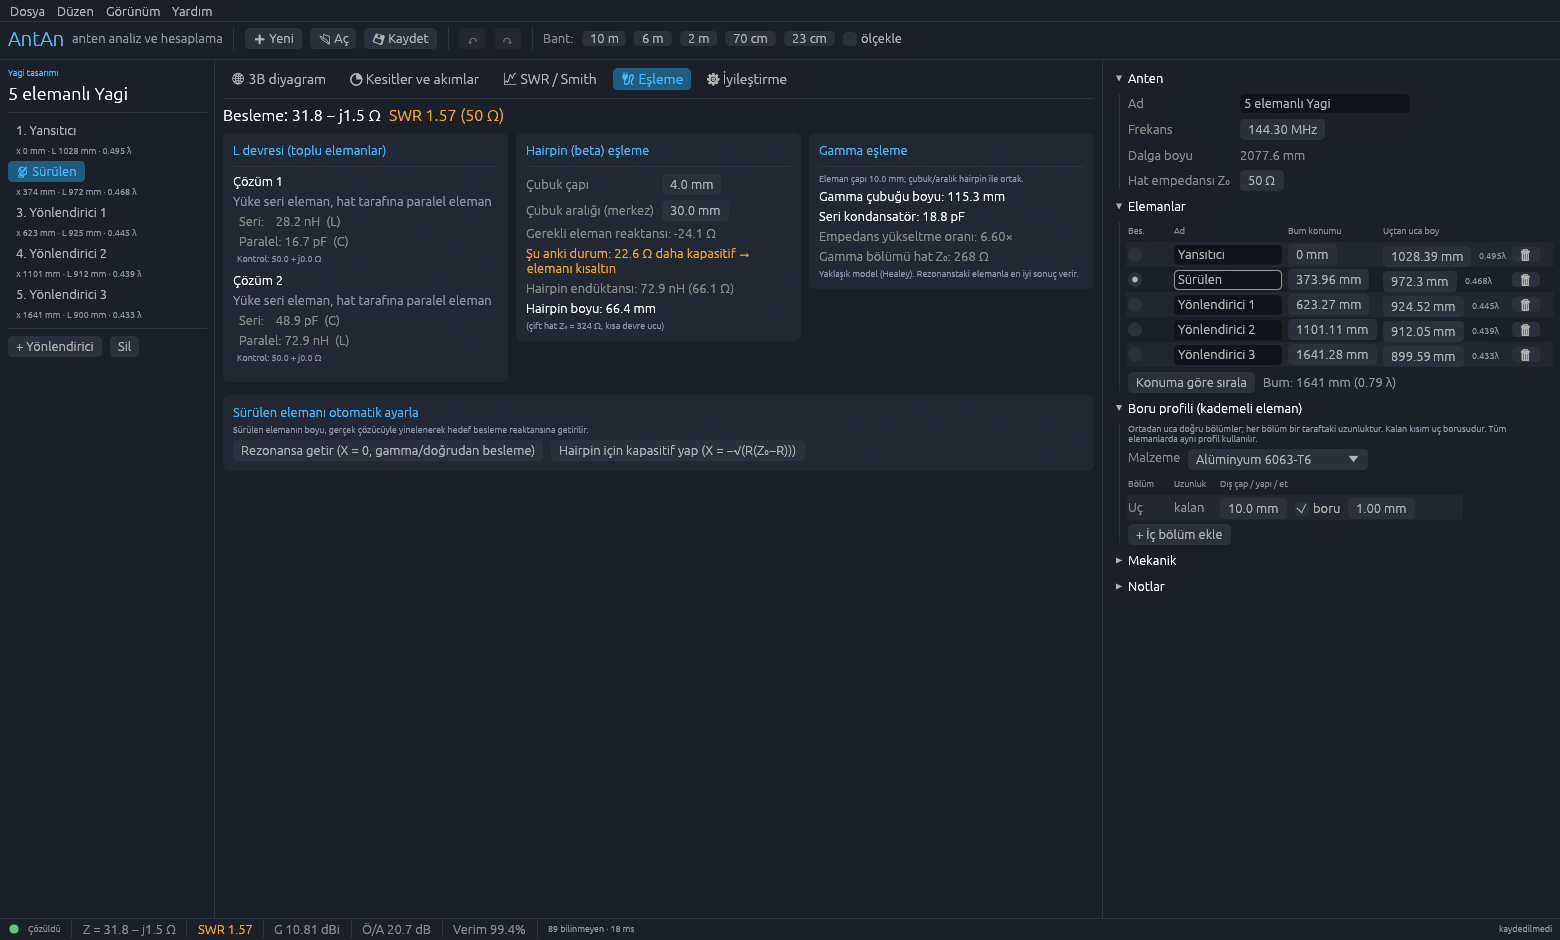 Dosya Düzen Görünüm Yardım
AntAn anten analiz ve hesaplama + Yeni Aç Kaydet Bant: 10 m 6 m 2 m 70 cm 23 cm ölçekle
Yagi tasarımı
5 elemanlı Yagi
1. Yansıtıcı
x 0 mm · L 1028 mm · 0.495 λ
Sürülen
x 374 mm · L 972 mm · 0.468 λ
3. Yönlendirici 1
x 623 mm · L 925 mm · 0.445 λ
4. Yönlendirici 2
x 1101 mm · L 912 mm · 0.439 λ
5. Yönlendirici 3
x 1641 mm · L 900 mm · 0.433 λ
+ Yönlendirici Sil
3B diyagram Kesitler ve akımlar SWR / Smith Eşleme İyileştirme
Besleme: 31.8 − j1.5 Ω SWR 1.57 (50 Ω)
L devresi (toplu elemanlar)
Çözüm 1
Yüke seri eleman, hat tarafına paralel eleman
Seri: 28.2 nH (L)
Paralel: 16.7 pF (C)
Kontrol: 50.0 + j0.0 Ω
Çözüm 2
Yüke seri eleman, hat tarafına paralel eleman
Seri: 48.9 pF (C)
Paralel: 72.9 nH (L)
Kontrol: 50.0 + j0.0 Ω
Hairpin (beta) eşleme
Çubuk çapı 4.0 mm
Çubuk aralığı (merkez) 30.0 mm
Gerekli eleman reaktansı: -24.1 Ω
Şu anki durum: 22.6 Ω daha kapasitif →
elemanı kısaltın
Hairpin endüktansı: 72.9 nH (66.1 Ω)
Hairpin boyu: 66.4 mm
(çift hat Z₀ = 324 Ω, kısa devre ucu)
Gamma eşleme
Eleman çapı 10.0 mm; çubuk/aralık hairpin ile ortak.
Gamma çubuğu boyu: 115.3 mm
Seri kondansatör: 18.8 pF
Empedans yükseltme oranı: 6.60×
Gamma bölümü hat Z₀: 268 Ω
Yaklaşık model (Healey). Rezonanstaki elemanla en iyi sonuç verir.
Sürülen elemanı otomatik ayarla
Sürülen elemanın boyu, gerçek çözücüyle yinelenerek hedef besleme reaktansına getirilir.
Rezonansa getir (X = 0, gamma/doğrudan besleme) Hairpin için kapasitif yap (X = −√(R(Z₀−R)))
Anten
Ad 5 elemanlı Yagi
Frekans 144.30 MHz
Dalga boyu 2077.6 mm
Hat empedansı Z₀ 50 Ω
Elemanlar
Bes. Ad Bum konumu Uçtan uca boy
Yansıtıcı 0 mm 1028.39 mm 0.495λ
Sürülen 373.96 mm 972.3 mm 0.468λ
Yönlendirici 1 623.27 mm 924.52 mm 0.445λ
Yönlendirici 2 1101.11 mm 912.05 mm 0.439λ
Yönlendirici 3 1641.28 mm 899.59 mm 0.433λ
Konuma göre sırala Bum: 1641 mm (0.79 λ)
Boru profili (kademeli eleman)
Ortadan uca doğru bölümler; her bölüm bir taraftaki uzunluktur. Kalan kısım uç borusudur. Tüm
elemanlarda aynı profil kullanılır.
Malzeme Alüminyum 6063-T6
Bölüm Uzunluk Dış çap / yapı / et
Uç kalan 10.0 mm boru 1.00 mm
+ İç bölüm ekle
Mekanik
Notlar
Çözüldü Z = 31.8 − j1.5 Ω SWR 1.57 G 10.81 dBi Ö/A 20.7 dB Verim 99.4% 89 bilinmeyen · 18 ms kaydedilmedi